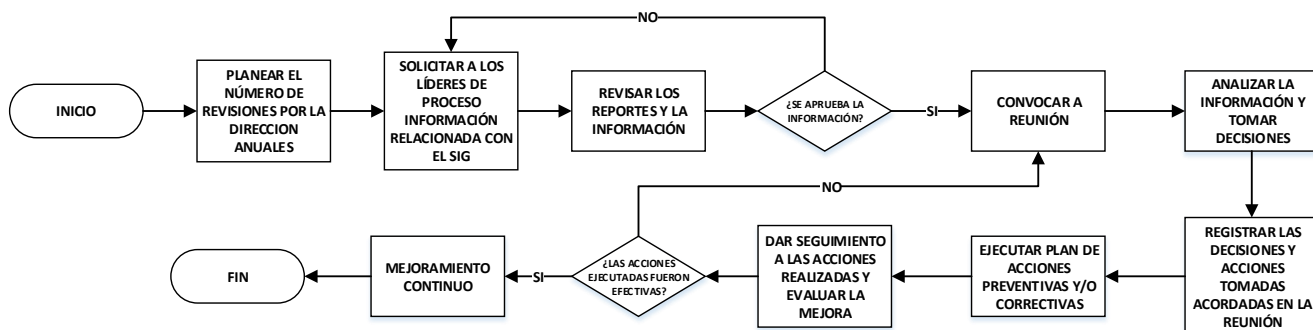 NO
INICIO
PLANEAR EL
NÚMERO DE
REVISIONES POR LA
DIRECCION
ANUALES
SOLICITAR A LOS
LÍDERES DE
PROCESO
INFORMACIÓN
RELACIONADA CON
EL SIG
REVISAR LOS
REPORTES Y LA
INFORMACIÓN
¿SE APRUEBA LA
INFORMACIÓN?
SI
CONVOCAR A
REUNIÓN
ANALIZAR LA
INFORMACIÓN Y
TOMAR
DECISIONES
NO
REGISTRAR LAS
DECISIONES Y
ACCIONES
TOMADAS
ACORDADAS EN LA
REUNIÓN
EJECUTAR PLAN DE
ACCIONES
PREVENTIVAS Y/O
CORRECTIVAS
DAR SEGUIMIENTO
A LAS ACCIONES
REALIZADAS Y
EVALUAR LA
MEJORA
¿LAS ACCIONES
EJECUTADAS FUERON
EFECTIVAS?
SI
MEJORAMIENTO
CONTINUO
FIN